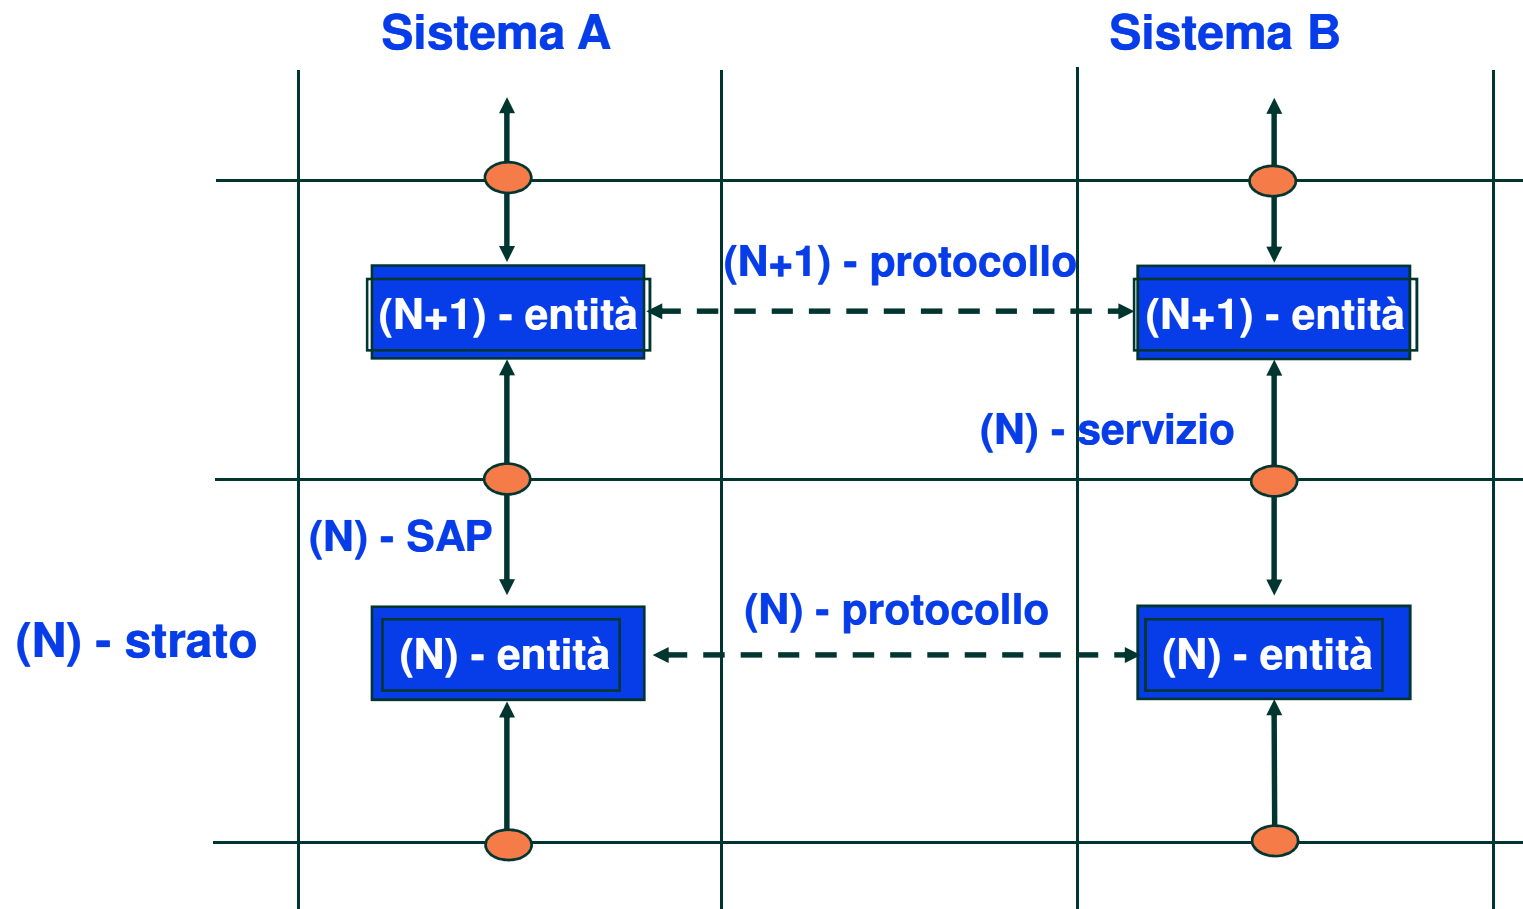 Sistema A
Sistema B
(N+1) - protocollo
(N+1) - entità
(N+1) - entità
(N) - servizio
(N) - SAP
(N) - protocollo
(N) - strato
(N) - entità
(N) - entità